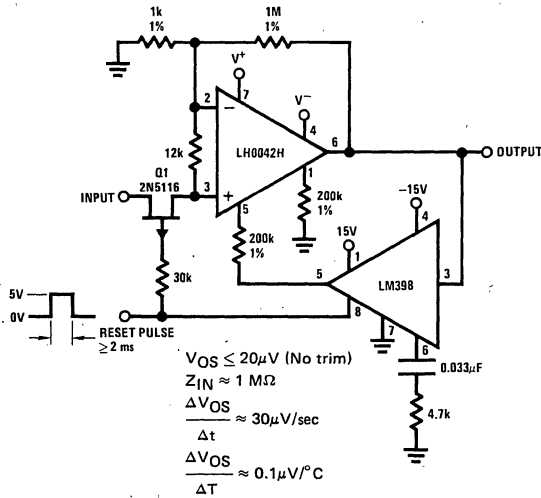 1k
1%
1M
1%
V+
7
V−
2
−
4
6
12k
LH0042H
OUTPUT
Q1
2N5116
INPUT
3
+
1
5
200k
1%
−15V
4
200k
1%
15V
1
5
LM398
3
30k
5V
0V
RESET PULSE
≥2 ms
8
7
6
0.033μF
4.7k
VOS ≤ 20μV (No trim)
ZIN ≈ 1 MΩ
ΔVOS
Δt
≈ 30μV/sec
ΔVOS
ΔT
≈ 0.1μV/°C